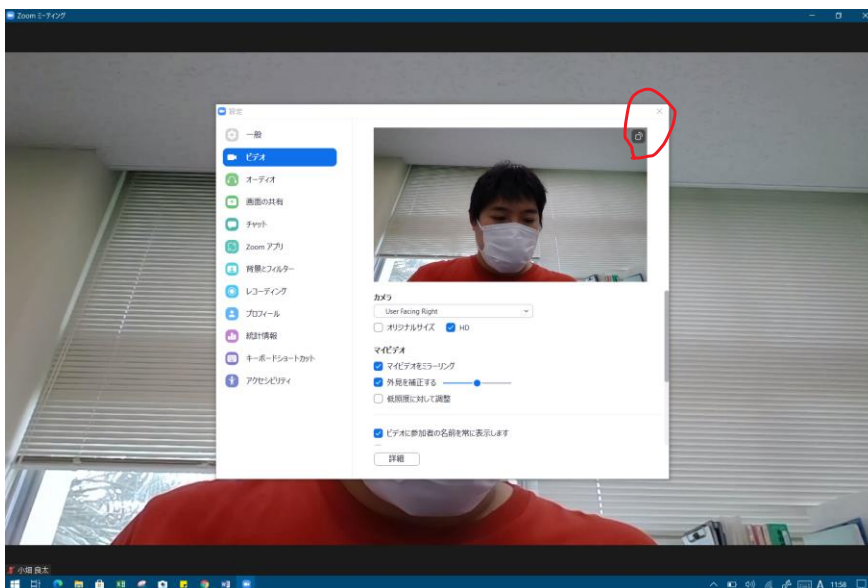 Zoom ミーティング
設定
一般
ビデオ
オーディオ
画面の共有
チャット
Zoom アプリ
背景とフィルター
レコーディング
プロフィール
統計情報
キーボードショートカット
アクセシビリティ
カメラ
User Facing Right
オリジナルサイズ HD
マイビデオ
マイビデオをミラーリング
外見を補正する
低照度に対して調整
ビデオに参加者の名前を常に表示します
詳細
小畑 良太
A 11:58